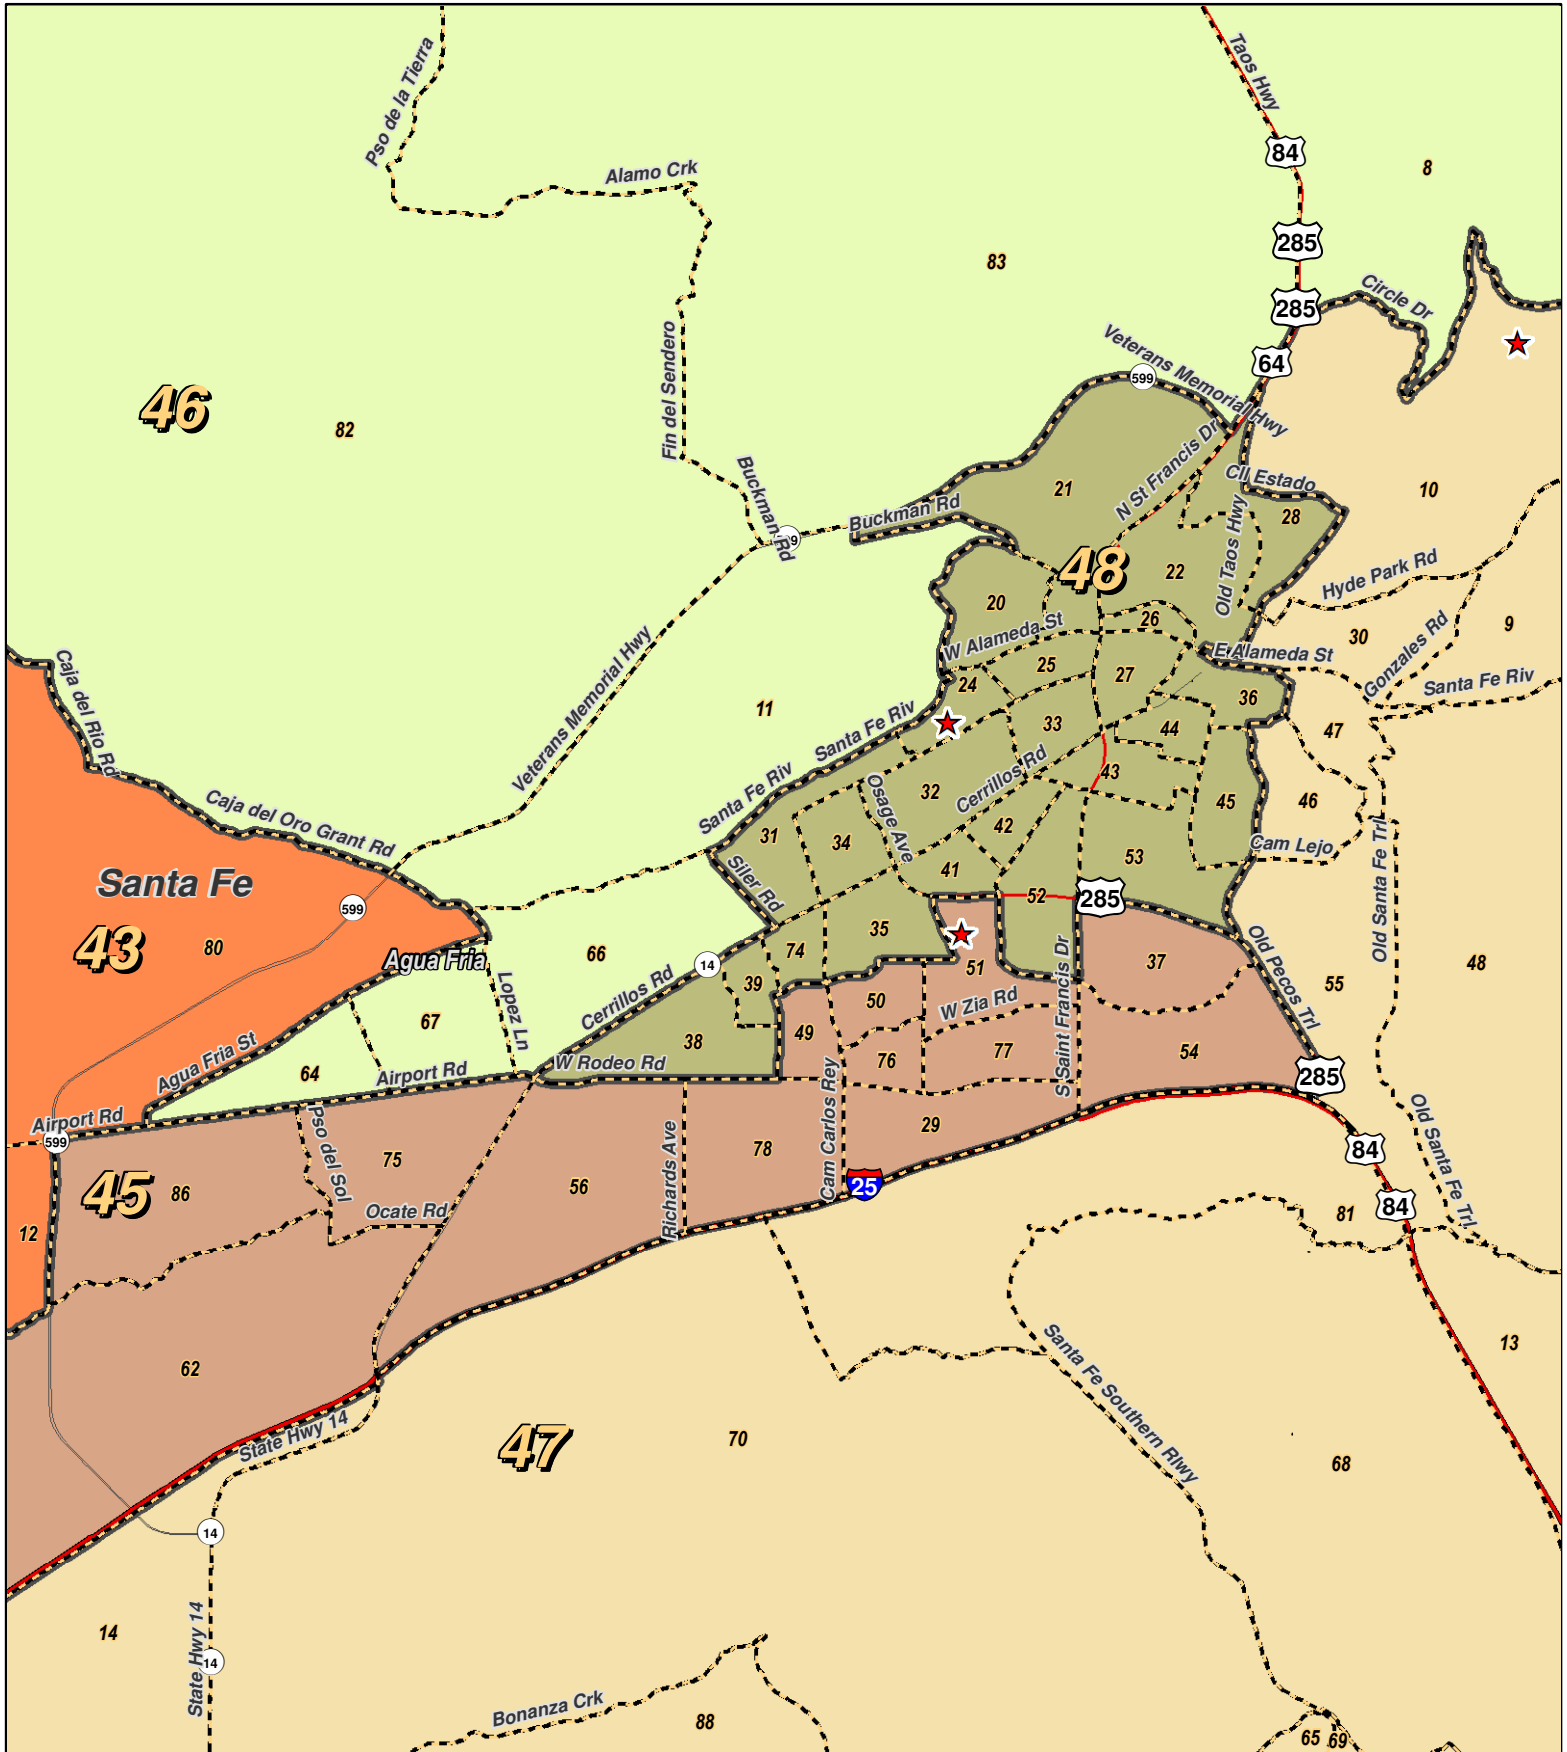 Pso de la Tierra
Taos Hwy
84
8
Alamo Crk
285
83
Circle Dr
285
Fin del Sendero
Veterans Memorial Hwy
64
599
46
82
N St Francis Dr
Buckman Rd
Cll Estado
21
10
Buckman Rd
28
Old Taos Hwy
48
22
Hyde Park Rd
20
26
9
W Alameda St
30
Gonzales Rd
E Alameda St
25
27
24
36
Santa Fe Riv
Caja del Rio Rd
Veterans Memorial Hwy
11
Santa Fe Riv
33
44
47
43
Cerrillos Rd
32
Santa Fe Riv
Osage Ave
45
46
Caja del Oro Grant Rd
31
34
42
53
Cam Lejo
Old Santa Fe Trl
41
Siler Rd
Santa Fe
52
285
599
43
80
35
Agua Fria
66
74
51
37
Old Pecos Trl
48
14
39
55
Lopez Ln
Cerrillos Rd
50
W Zia Rd
S Saint Francis Dr
67
38
49
77
54
76
W Rodeo Rd
Agua Fria St
64
Airport Rd
285
Airport Rd
599
Pso del Sol
Cam Carlos Rey
29
Old Santa Fe Trl
84
75
Richards Ave
78
45
86
56
25
84
Ocate Rd
81
12
62
Santa Fe Southern Rlwy
13
State Hwy 14
47
70
68
14
14
State Hwy 14
14
Bonanza Crk
88
65
69